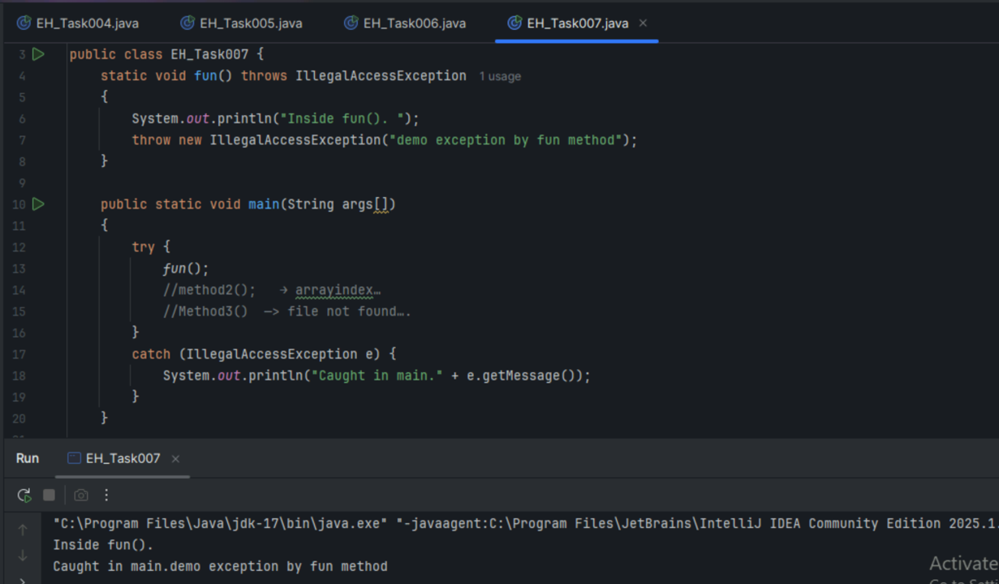 EH_Task004.java EH_Task005.java EH_Task006.java EH_Task007.java ×
3 public class EH_Task007 {
4 static void fun() throws IllegalAccessException 1 usage
5 {
6 System.out.println("Inside fun(). ");
7 throw new IllegalAccessException("demo exception by fun method");
8 }
9
10 public static void main(String args[])
11 {
12 try {
13 fun();
14 //method2(); → arrayindex…
15 //Method3() —> file not found….
16 }
17 catch (IllegalAccessException e) {
18 System.out.println("Caught in main." + e.getMessage());
19 }
20 }
Run EH_Task007 ×
"C:\Program Files\Java\jdk-17\bin\java.exe" "-javaagent:C:\Program Files\JetBrains\IntelliJ IDEA Community Edition 2025.1.
Inside fun().
Caught in main.demo exception by fun method
Activate